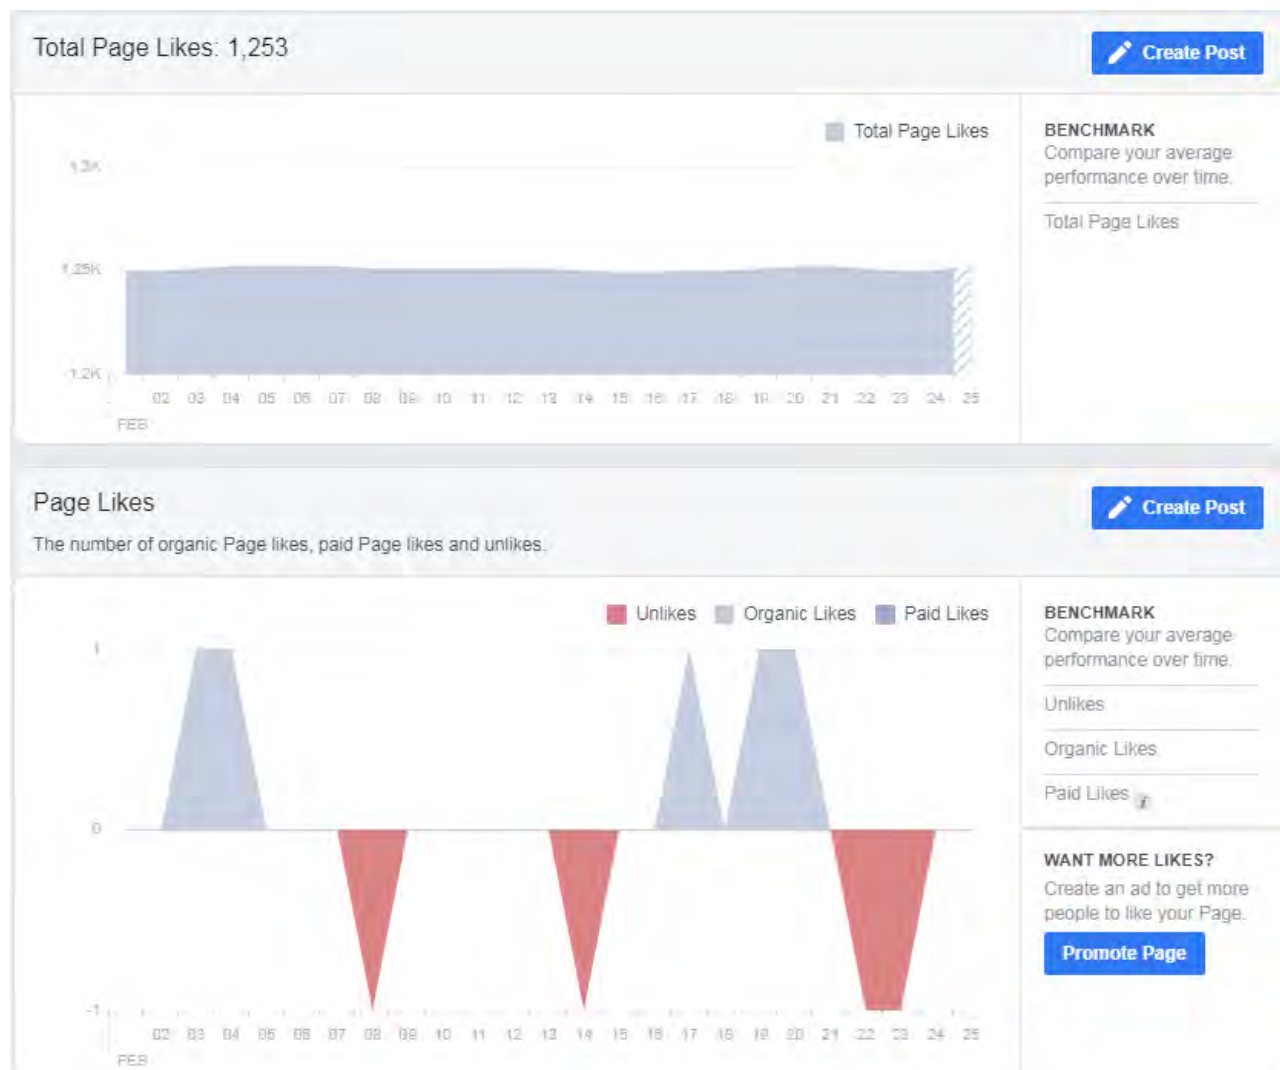 Total Page Likes: 1,253
Create Post
Total Page Likes
BENCHMARK
Compare your average
performance over time.
Total Page Likes
1.3K
1.25K
1.2K
02 03 04 05 06 07 08 09 10 11 12 13 14 15 16 17 18 19 20 21 22 23 24 25
FEB
Page Likes
The number of organic Page likes, paid Page likes and unlikes.
Create Post
Unlikes Organic Likes Paid Likes
BENCHMARK
Compare your average
performance over time.
Unlikes
Organic Likes
Paid Likes i
WANT MORE LIKES?
Create an ad to get more
people to like your Page.
Promote Page
1
0
-1
02 03 04 05 06 07 08 09 10 11 12 13 14 15 16 17 18 19 20 21 22 23 24 25
FEB